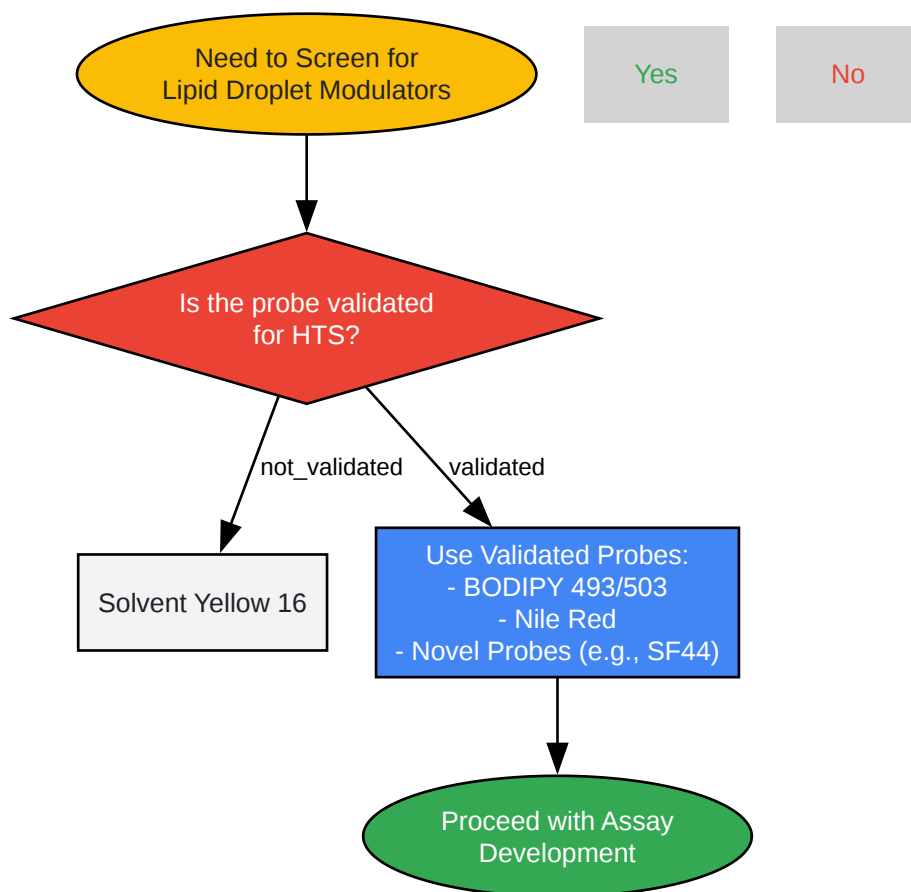 Need to Screen for
Lipid Droplet Modulators
Yes
No
Is the probe validated
for HTS?
not_validated
validated
Solvent Yellow 16
Use Validated Probes:
- BODIPY 493/503
- Nile Red
- Novel Probes (e.g., SF44)
Proceed with Assay
Development